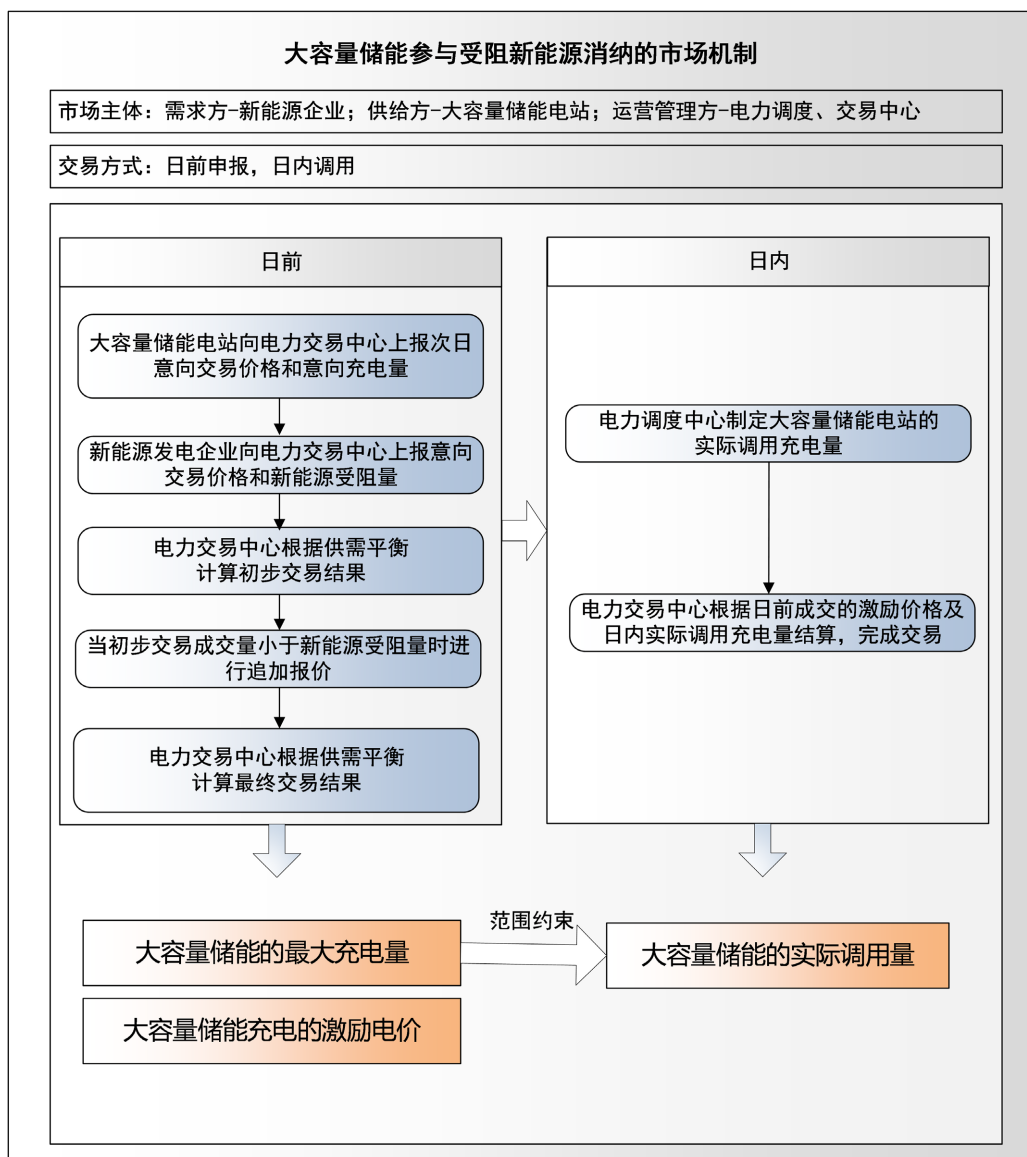 大容量储能参与受阻新能源消纳的市场机制
市场主体：需求方-新能源企业；供给方-大容量储能电站；运营管理方-电力调度、交易中心
交易方式：日前申报，日内调用
日前
大容量储能电站向电力交易中心上报次日
意向交易价格和意向充电量
新能源发电企业向电力交易中心上报意向
交易价格和新能源受阻量
电力交易中心根据供需平衡
计算初步交易结果
当初步交易成交量小于新能源受阻量时进
行追加报价
电力交易中心根据供需平衡
计算最终交易结果
日内
电力调度中心制定大容量储能电站的
实际调用充电量
电力交易中心根据日前成交的激励价格及
日内实际调用充电量结算，完成交易
大容量储能的最大充电量
范围约束
大容量储能的实际调用量
大容量储能充电的激励电价